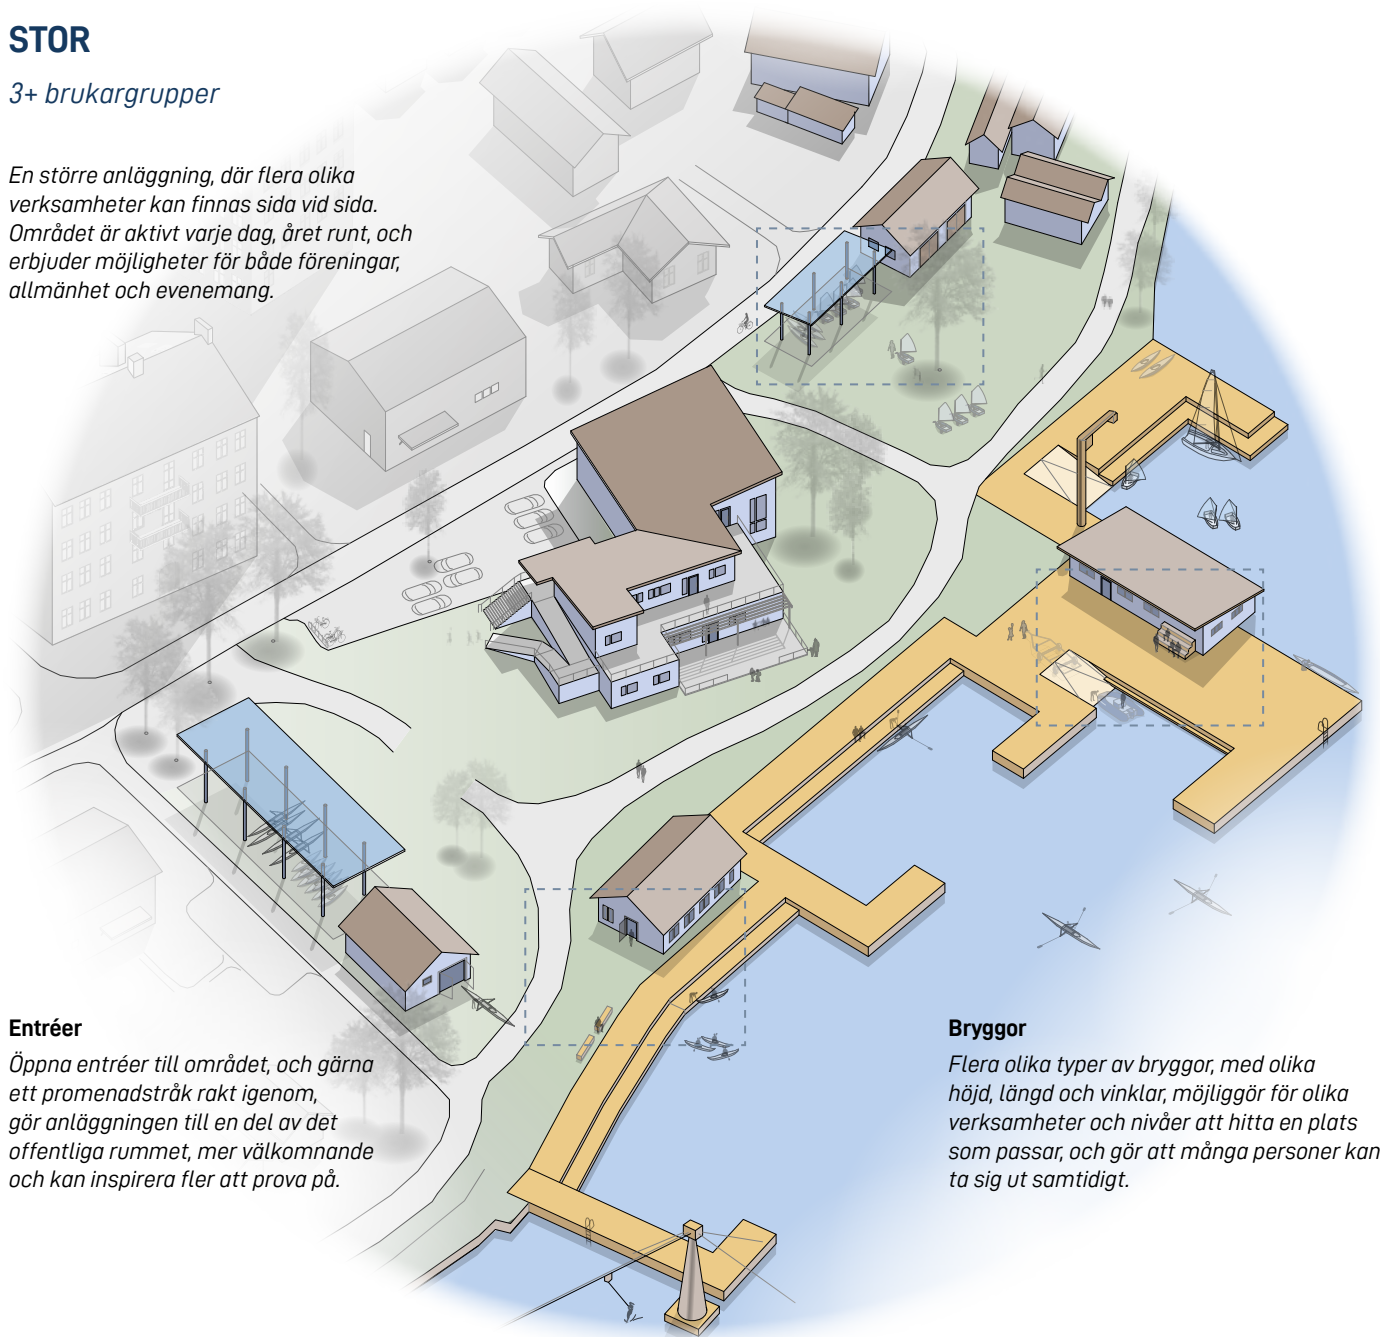 STOR
3+ brukargrupper
En större anläggning, där flera olika
verksamheter kan finnas sida vid sida.
Området är aktivt varje dag, året runt, och
erbjuder möjligheter för både föreningar,
allmänhet och evenemang.
Entréer
Öppna entréer till området, och gärna
ett promenadstråk rakt igenom,
gör anläggningen till en del av det
offentliga rummet, mer välkomnande
och kan inspirera fler att prova på.
Bryggor
Flera olika typer av bryggor, med olika
höjd, längd och vinklar, möjliggör för olika
verksamheter och nivåer att hitta en plats
som passar, och gör att många personer kan
ta sig ut samtidigt.